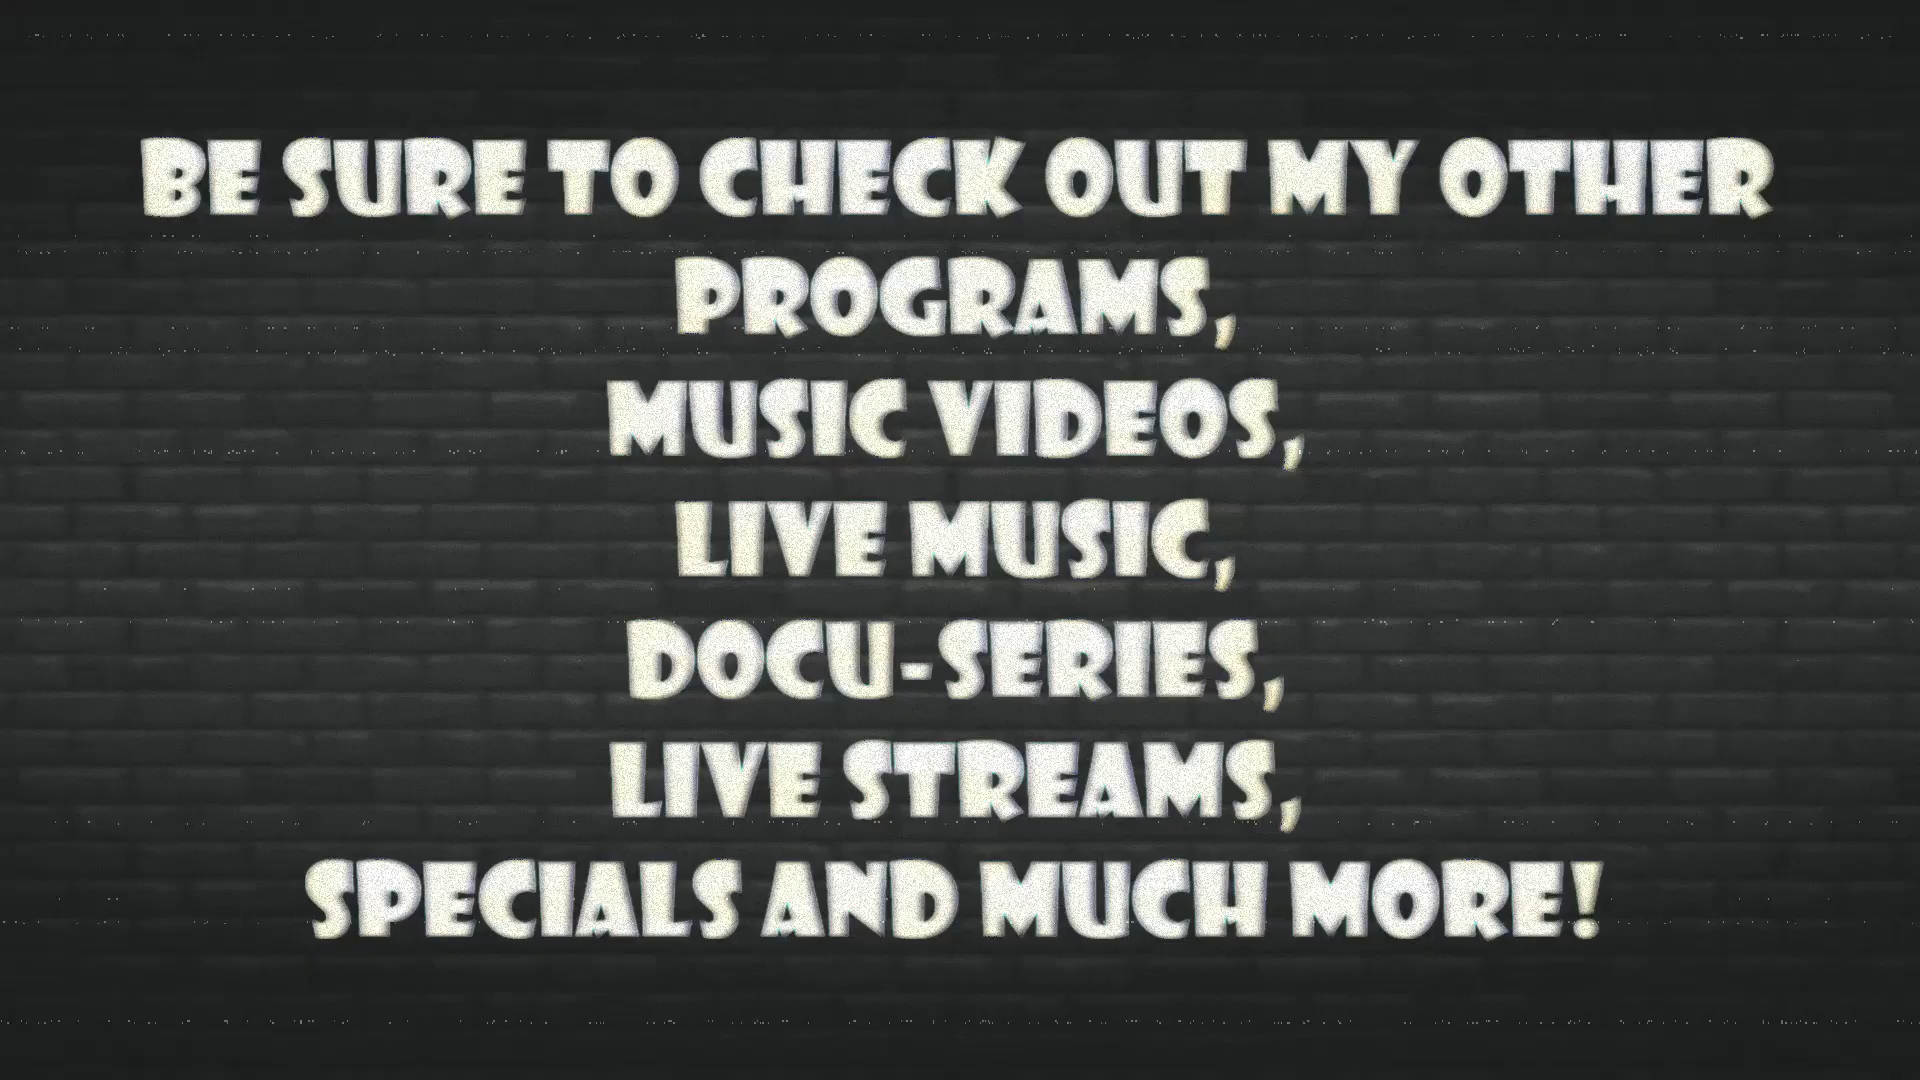 BE SURE TO CHECK OUT MY OTHER
PROGRAMS,
MUSIC VIDEOS,
LIVE MUSIC,
DOCU-SERIES,
LIVE STREAMS,
SPECIALS AND MUCH MORE!